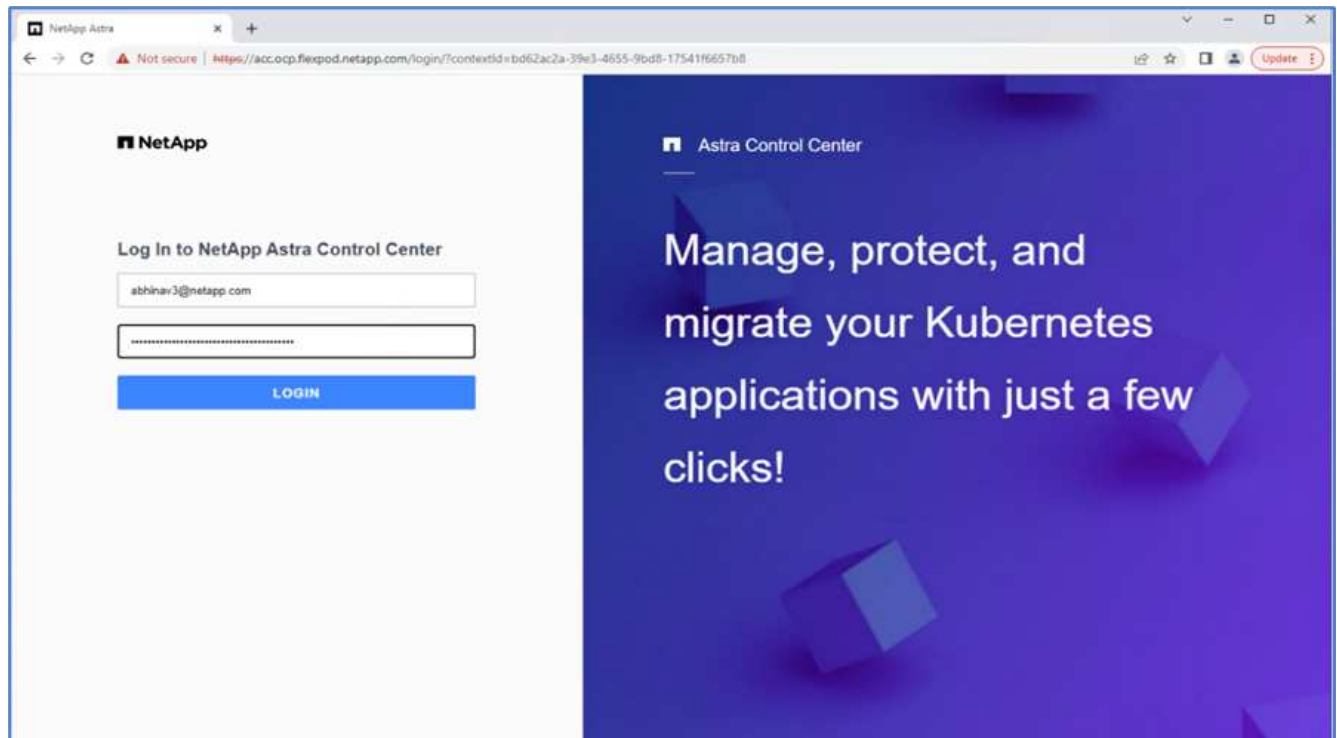 NetApp Astra
Not secure | https://acc.ocp.flexpod.netapp.com/login/?contextId=bd62ac2a-39e3-4655-9bd8-17541f6657b8
Update
NetApp
Log In to NetApp Astra Control Center
abhinav3@netapp.com
LOGIN
Astra Control Center
Manage, protect, and
migrate your Kubernetes
applications with just a few
clicks!